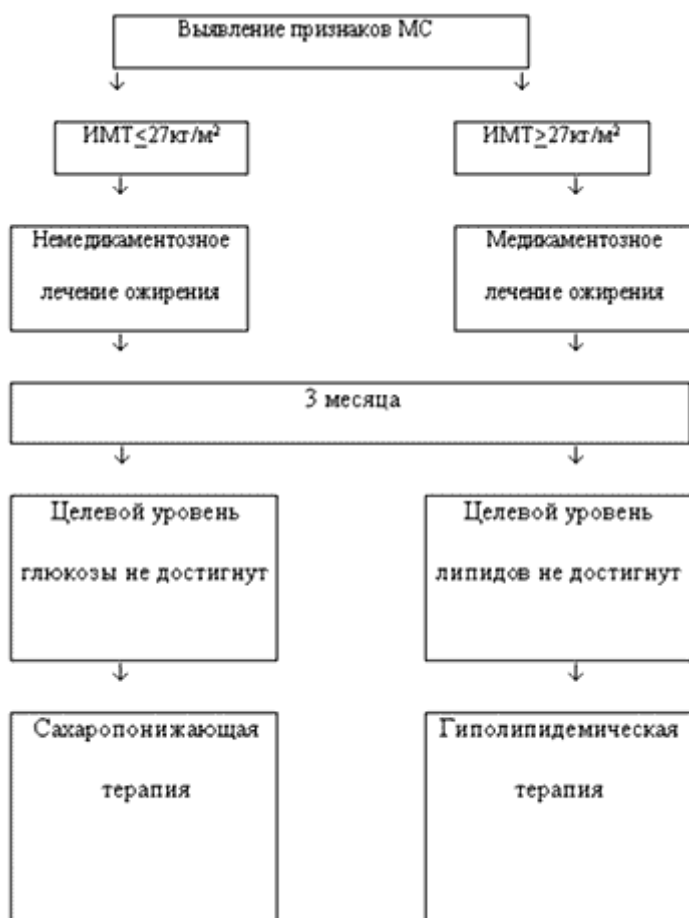 Выявление признаков МС
ИМТ≤27кг/м²
ИМТ≥27кг/м²
Немедикаментозное
лечение ожирения
Медикаментозное
лечение ожирения
3 месяца
Целевой уровень
глюкозы не достигнут
Целевой уровень
липидов не достигнут
Сахаропонижающая
терапия
Гиполипидемическая
терапия